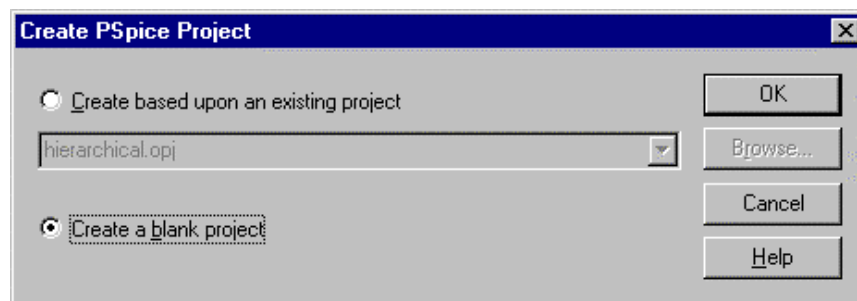 Create PSpice Project
Create based upon an existing project
OK
hierarchical.opj
Browse...
Cancel
Create a blank project
Help